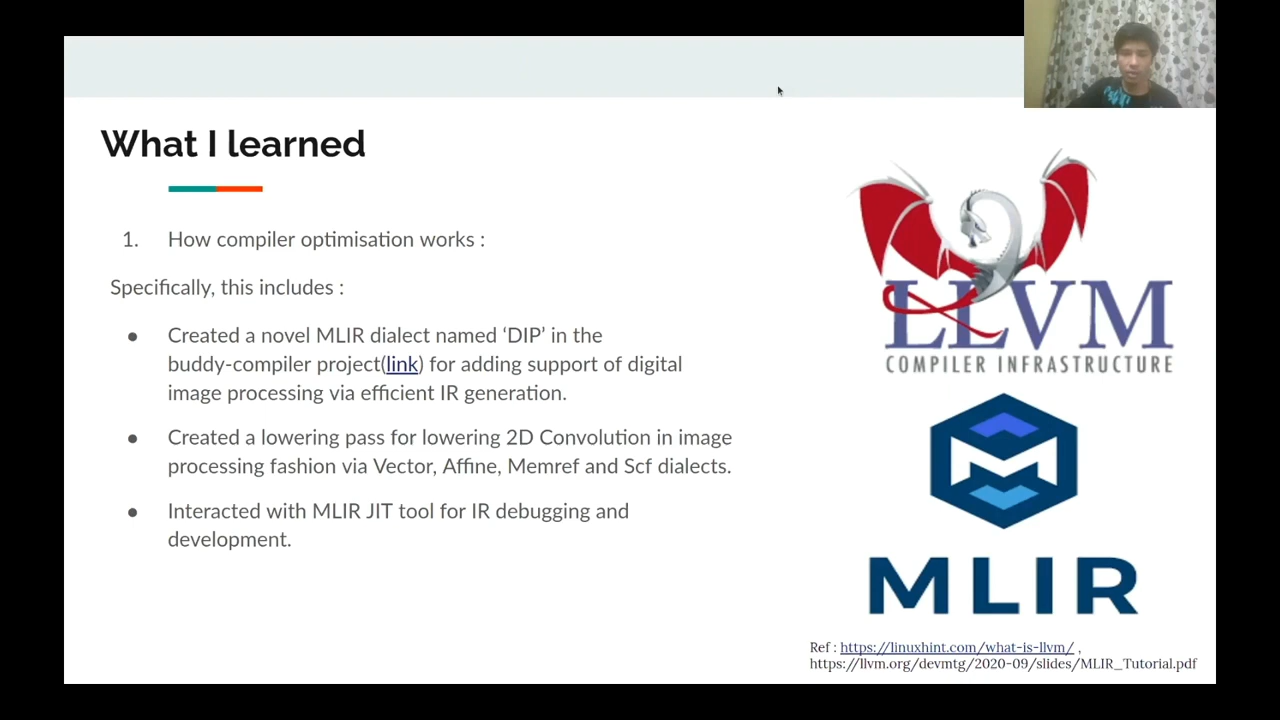 What I learned
1. How compiler optimisation works :
Specifically, this includes :
● Created a novel MLIR dialect named ‘DIP’ in the
buddy-compiler project(link) for adding support of digital
image processing via efficient IR generation.
● Created a lowering pass for lowering 2D Convolution in image
processing fashion via Vector, Affine, Memref and Scf dialects.
● Interacted with MLIR JIT tool for IR debugging and
development.
LLVM
COMPILER INFRASTRUCTURE
MLIR
Ref : https://linuxhint.com/what-is-llvm/ ,
https://llvm.org/devmtg/2020-09/slides/MLIR_Tutorial.pdf